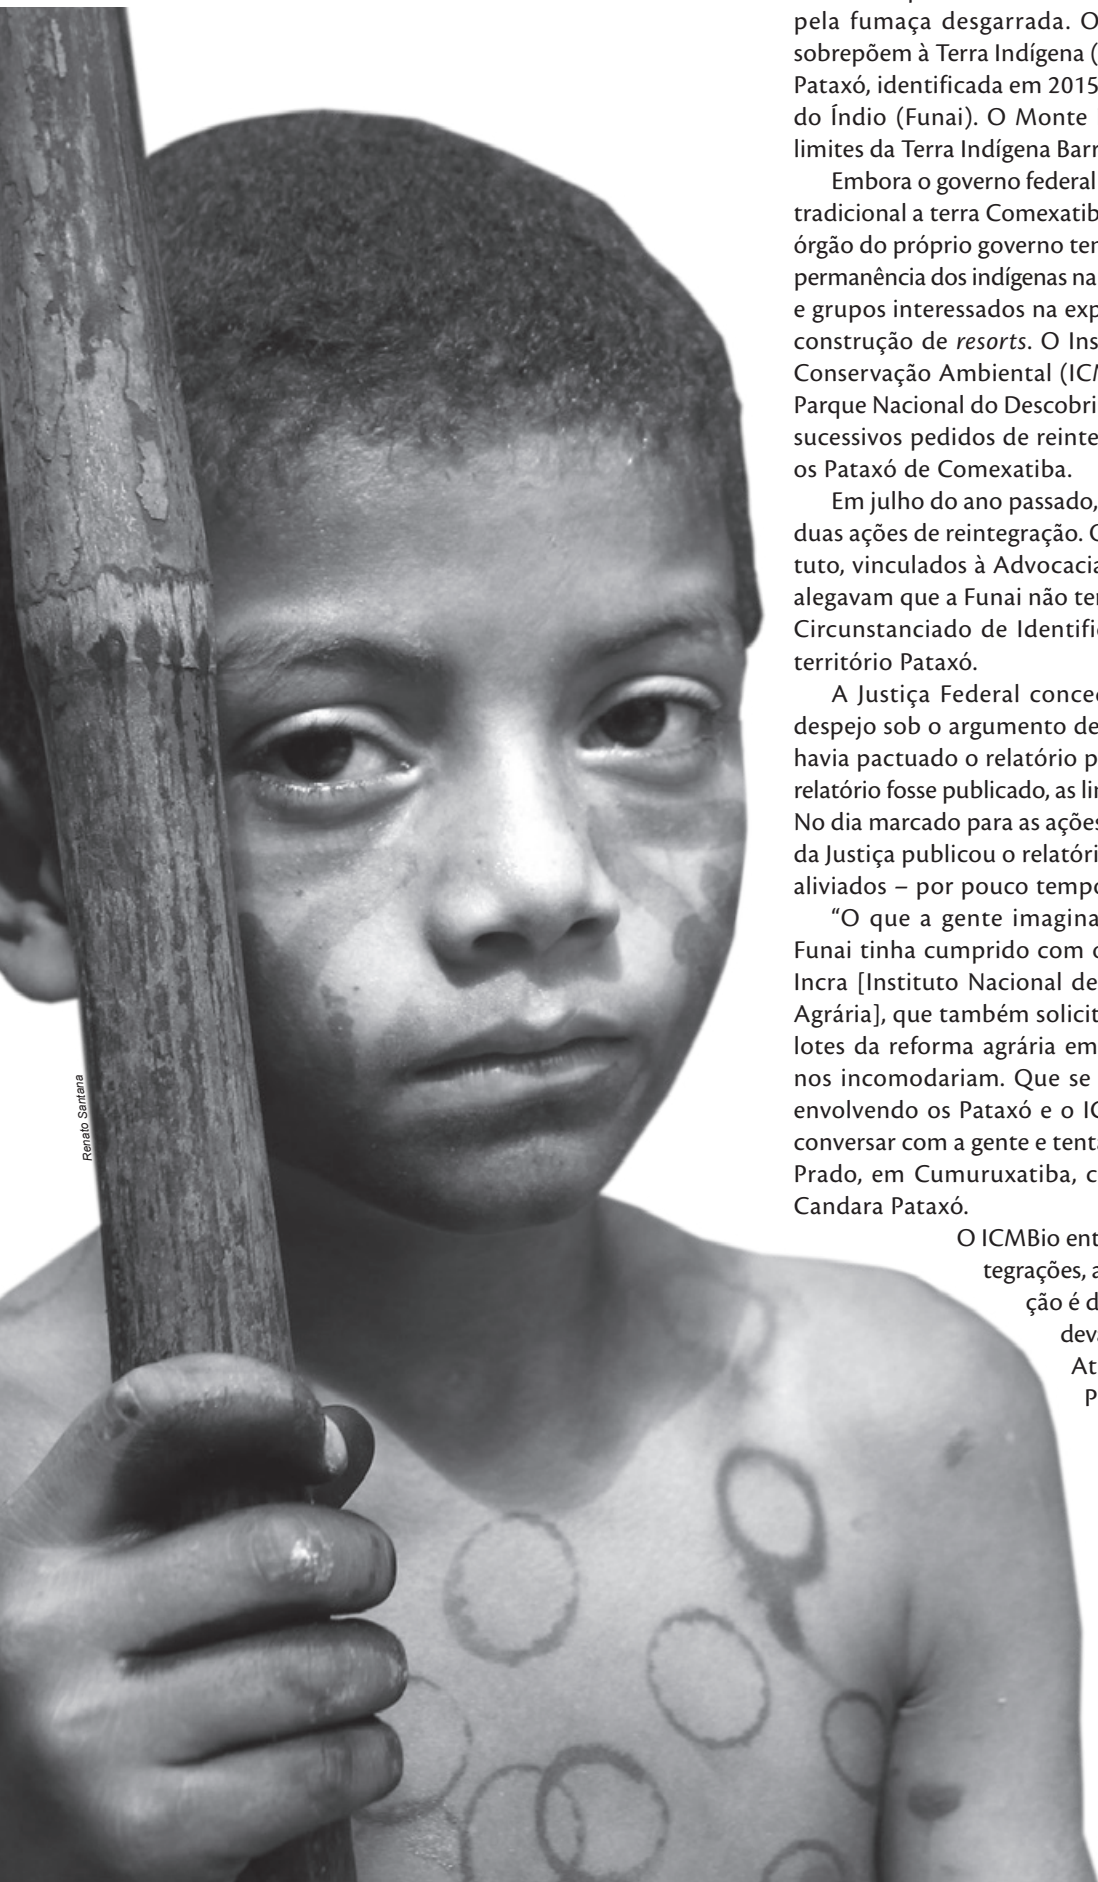 pela fumaça desgarrada. O
sobrepõem à Terra Indígena (
Pataxó, identificada em 2015
do Índio (Funai). O Monte
limites da Terra Indígena Barr
Embora o governo federal
tradicional a terra Comexatib
órgão do próprio governo ter
permanência dos indígenas na
e grupos interessados na exp
construção de resorts. O Ins
Conservação Ambiental (ICM
Parque Nacional do Descobri
sucessivos pedidos de reinte
os Pataxó de Comexatiba.
Em julho do ano passado,
duas ações de reintegração. O
tuto, vinculados à Advocacia
alegavam que a Funai não ter
Circunstanciado de Identific
território Pataxó.
A Justiça Federal conced
despejo sob o argumento de
havia pactuado o relatório p
relatório fosse publicado, as lin
No dia marcado para as ações
da Justiça publicou o relatóri
aliviados – por pouco tempo
“O que a gente imagina
Funai tinha cumprido com o
Incra [Instituto Nacional de
Agrária], que também solicit
lotes da reforma agrária em
nos incomodariam. Que se
envolvendo os Pataxó e o IC
conversar com a gente e tenta
Prado, em Cumuruxatiba, c
Candara Pataxó.
O ICMBio ent
tegrações, a
ção é d
deva
At
P
Renato Santana